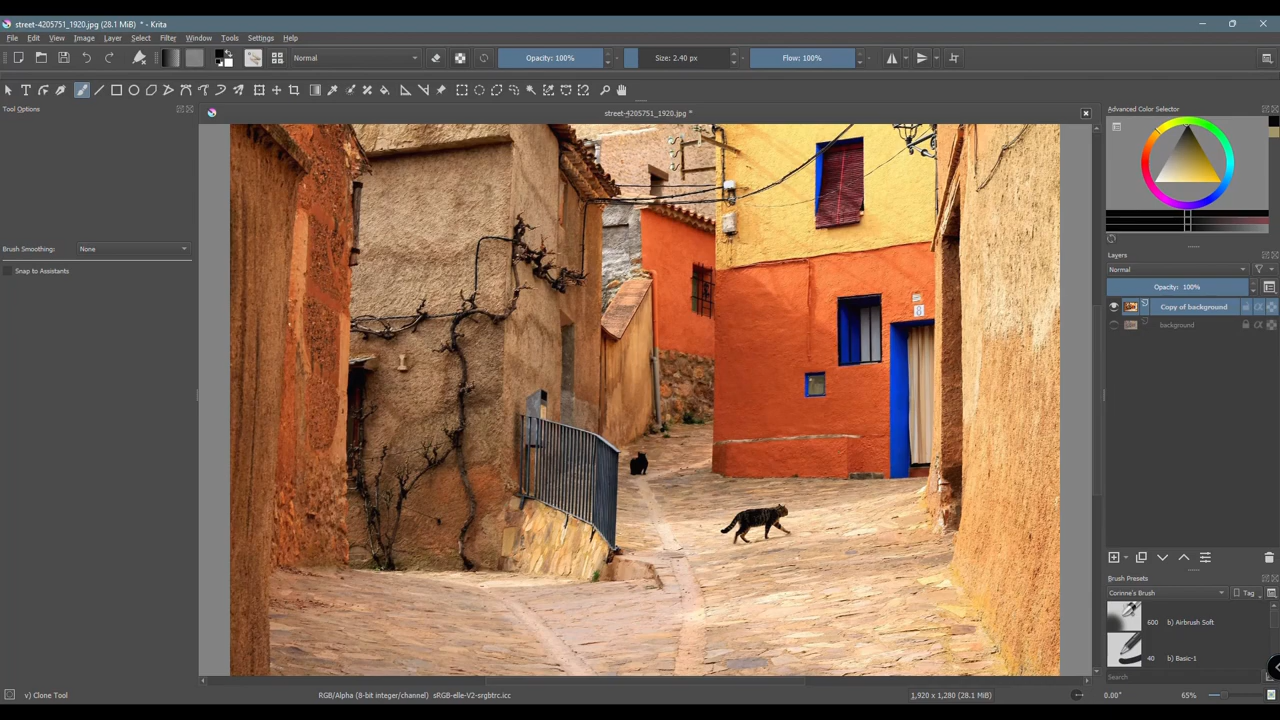 street-4205751_1920.jpg (28.1 MiB) * - Krita
File Edit View Image Layer Select Filter Window Tools Settings Help
Normal Opacity: 100% Size: 2.40 px Flow: 100%
Tool Options
street-4205751_1920.jpg *
Advanced Color Selector
Brush Smoothing: None
Snap to Assistants
Layers
Normal
Opacity: 100%
Copy of background
background
8
Brush Presets
Corinne's Brush Tag
600 b) Airbrush Soft
40 b) Basic-1
Search
v) Clone Tool RGB/Alpha (8-bit integer/channel) sRGB-elle-V2-srgbtrc.icc 1,920 x 1,280 (28.1 MiB) 0.00° 65%